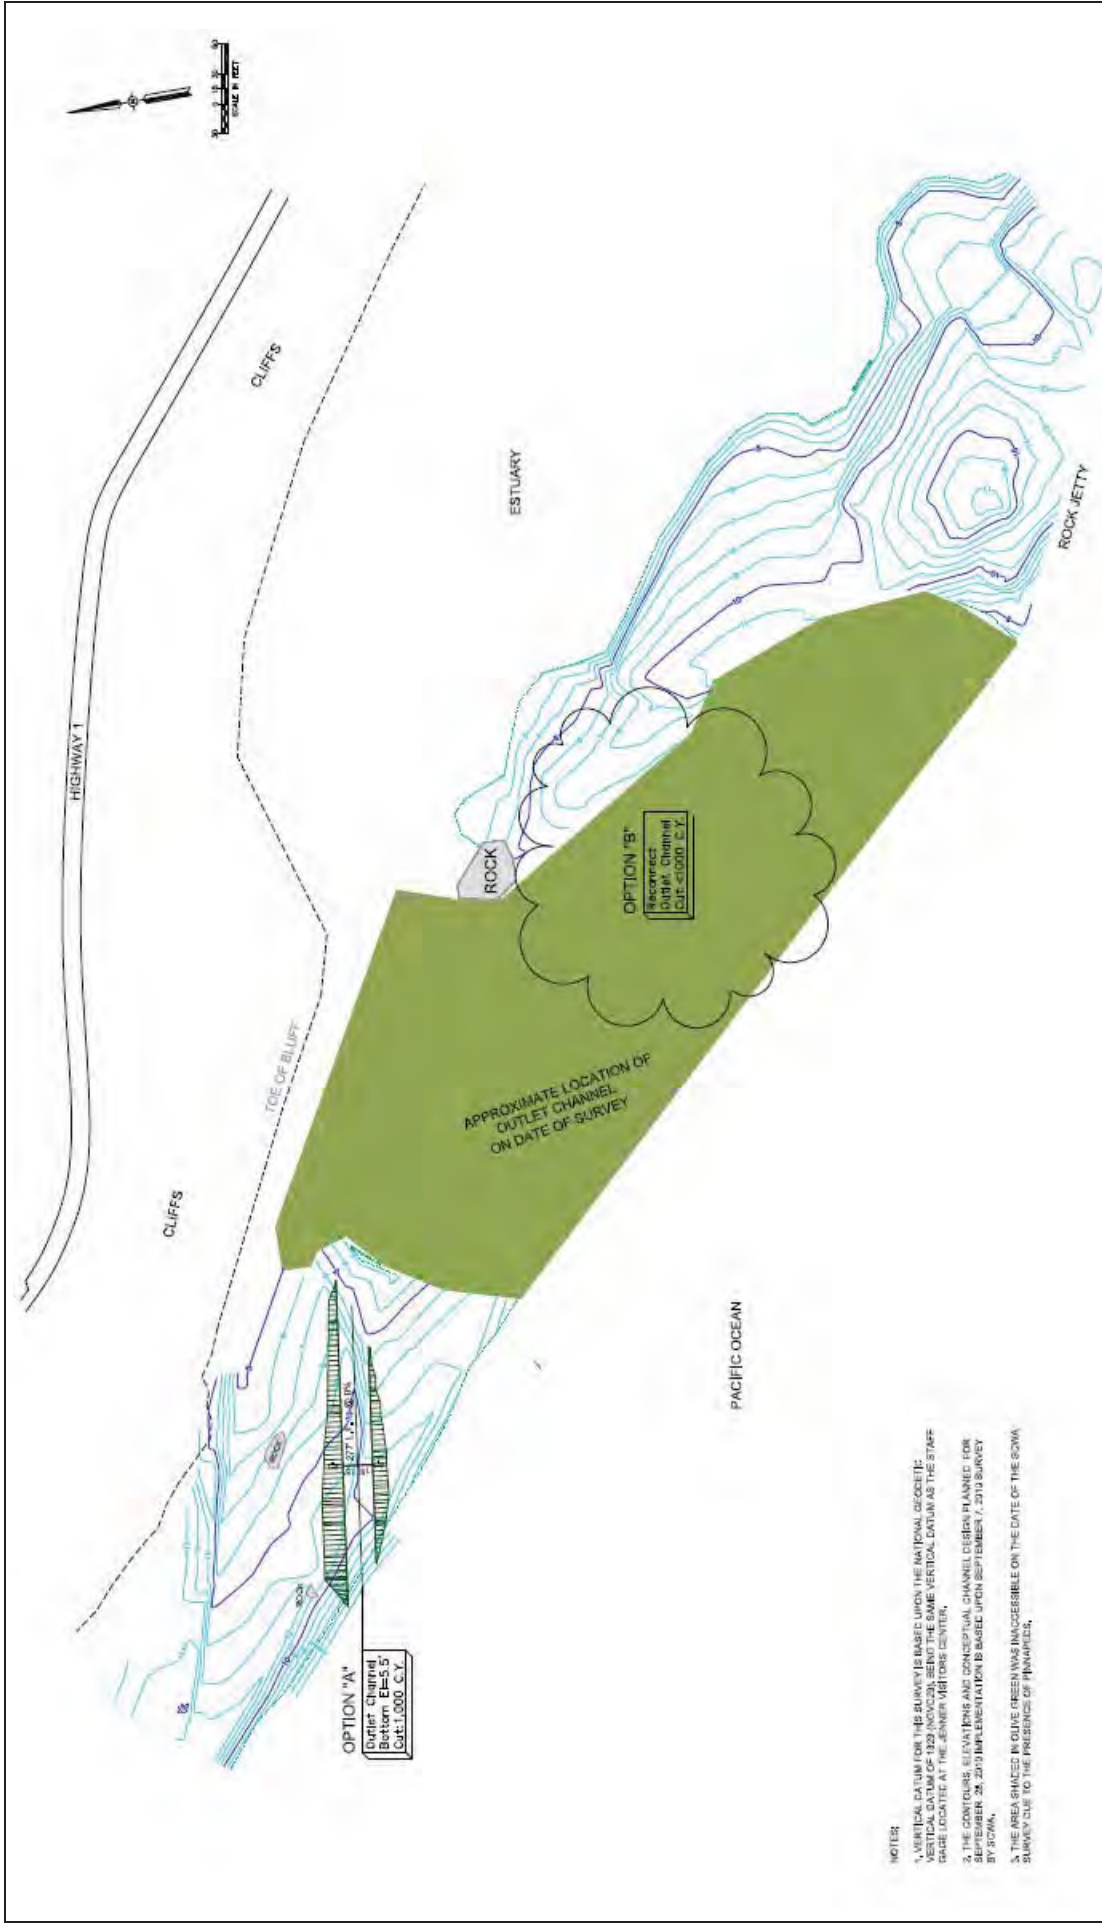 SCALE IN FEET
HIGHWAY 1
CLIFFS
CLIFFS
TOE OF BLUFF
ESTUARY
ROCK
ROCK
ROCK
OPTION "A"
Outlet Channel
Bottom El=5.5'
Cut:1,000 C.Y.
OPTION "B"
Reconnect
Outlet Channel
Cut:<1000 C.Y.
APPROXIMATE LOCATION OF
OUTLET CHANNEL
ON DATE OF SURVEY
ROCK JETTY
PACIFIC OCEAN
NOTES:
1. VERTICAL DATUM FOR THIS SURVEY IS BASED UPON THE NATIONAL GEODETIC
VERTICAL DATUM OF 1929 (NGVD29), BEING THE SAME VERTICAL DATUM AS THE STAFF
GAGE LOCATED AT THE JENNER VISITORS CENTER.
2. THE CONTOURS, ELEVATIONS AND CONCEPTUAL CHANNEL DESIGN PLANNED FOR
SEPTEMBER 28, 2010 IMPLEMENTATION IS BASED UPON SEPTEMBER 7, 2010 SURVEY
BY SCWA.
3. THE AREA SHADED IN OLIVE GREEN WAS INACCESSIBLE ON THE DATE OF THE SCWA
SURVEY DUE TO THE PRESENCE OF PINNAPEDS.